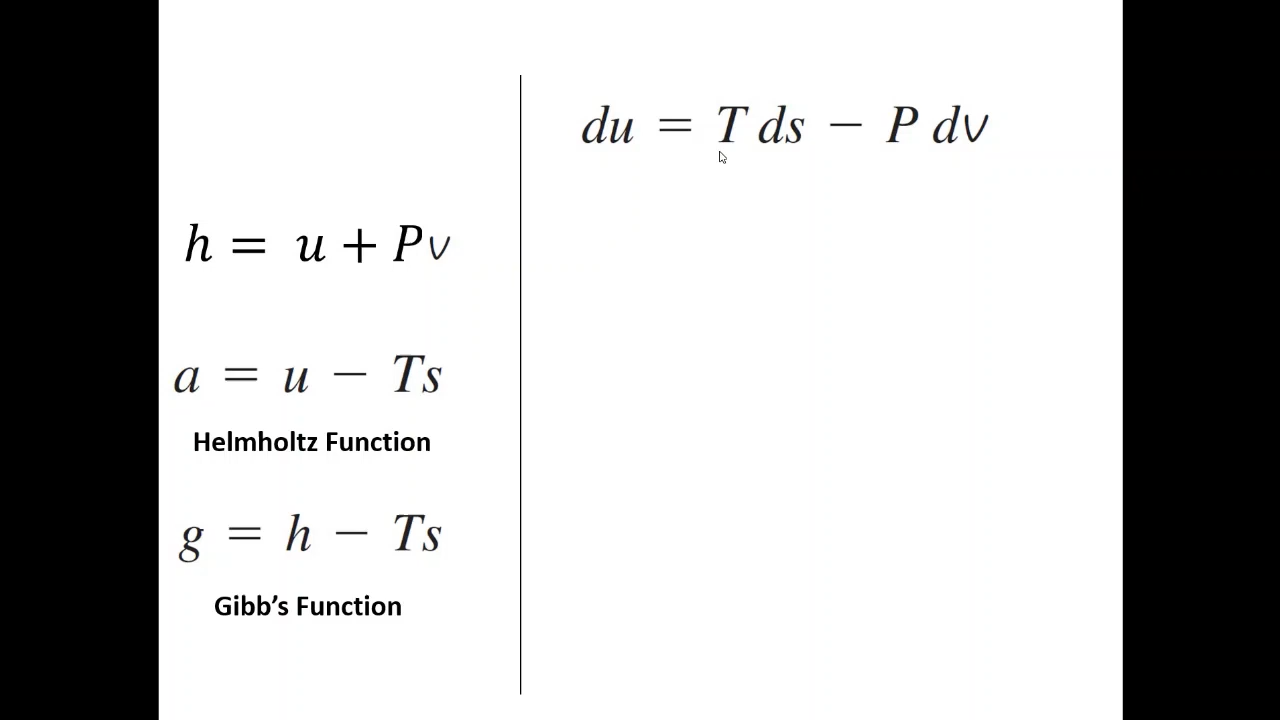 du = T ds − P dv
h = u + Pv
a = u − Ts
Helmholtz Function
g = h − Ts
Gibb’s Function